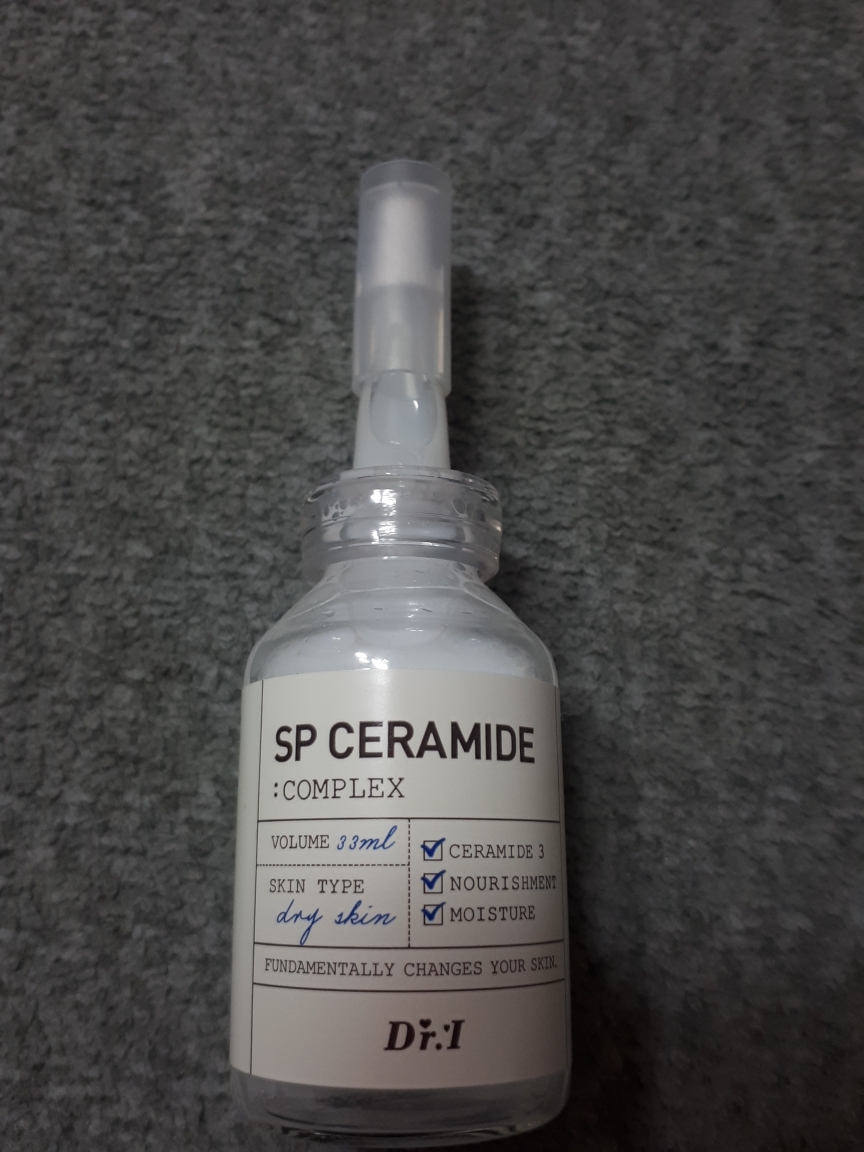 SP CERAMIDE
:COMPLEX
VOLUME 33ml
SKIN TYPE
dry skin
CERAMIDE 3
NOURISHMENT
MOISTURE
FUNDAMENTALLY CHANGES YOUR SKIN.
Dr.I